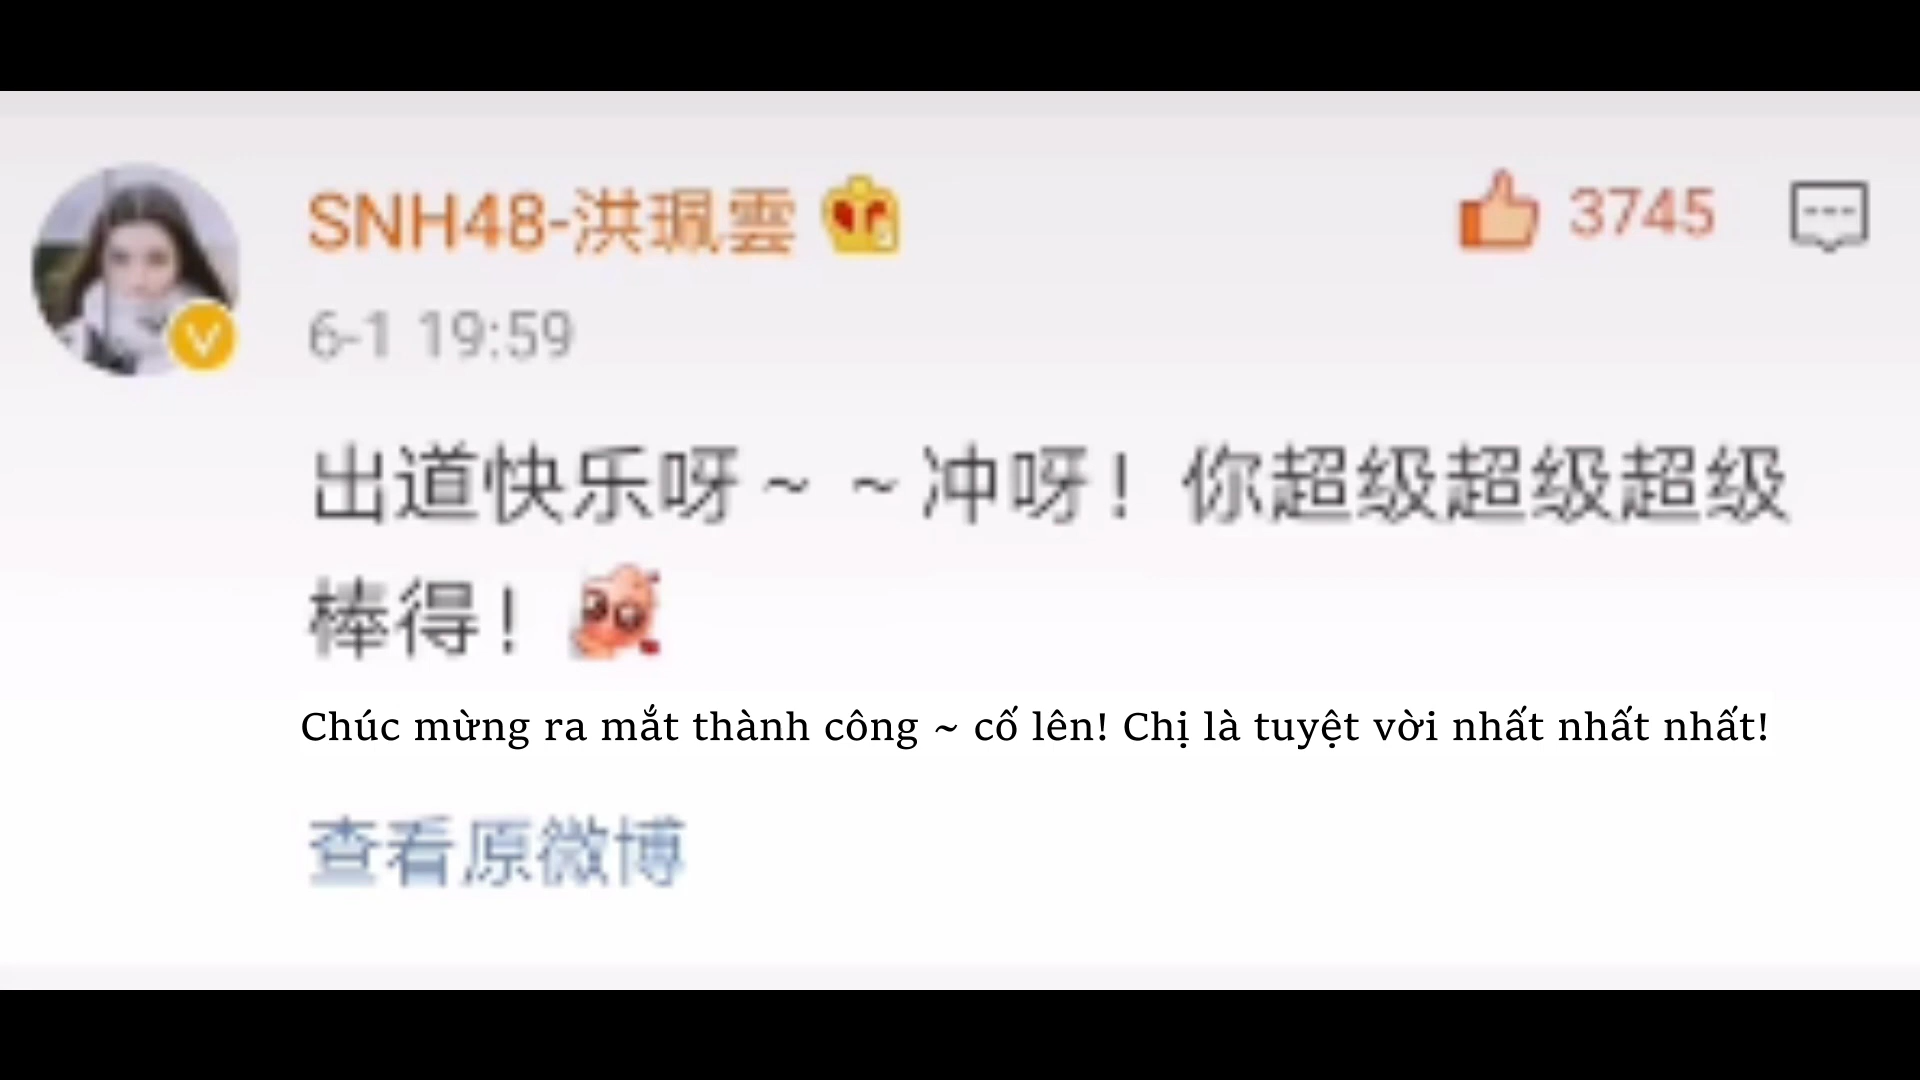 SNH48-洪珮雲
3745
6-1 19:59
出道快乐呀~ ~冲呀！你超级超级超级
棒得！
Chúc mừng ra mắt thành công ~ cố lên! Chị là tuyệt vời nhất nhất nhất!
查看原微博